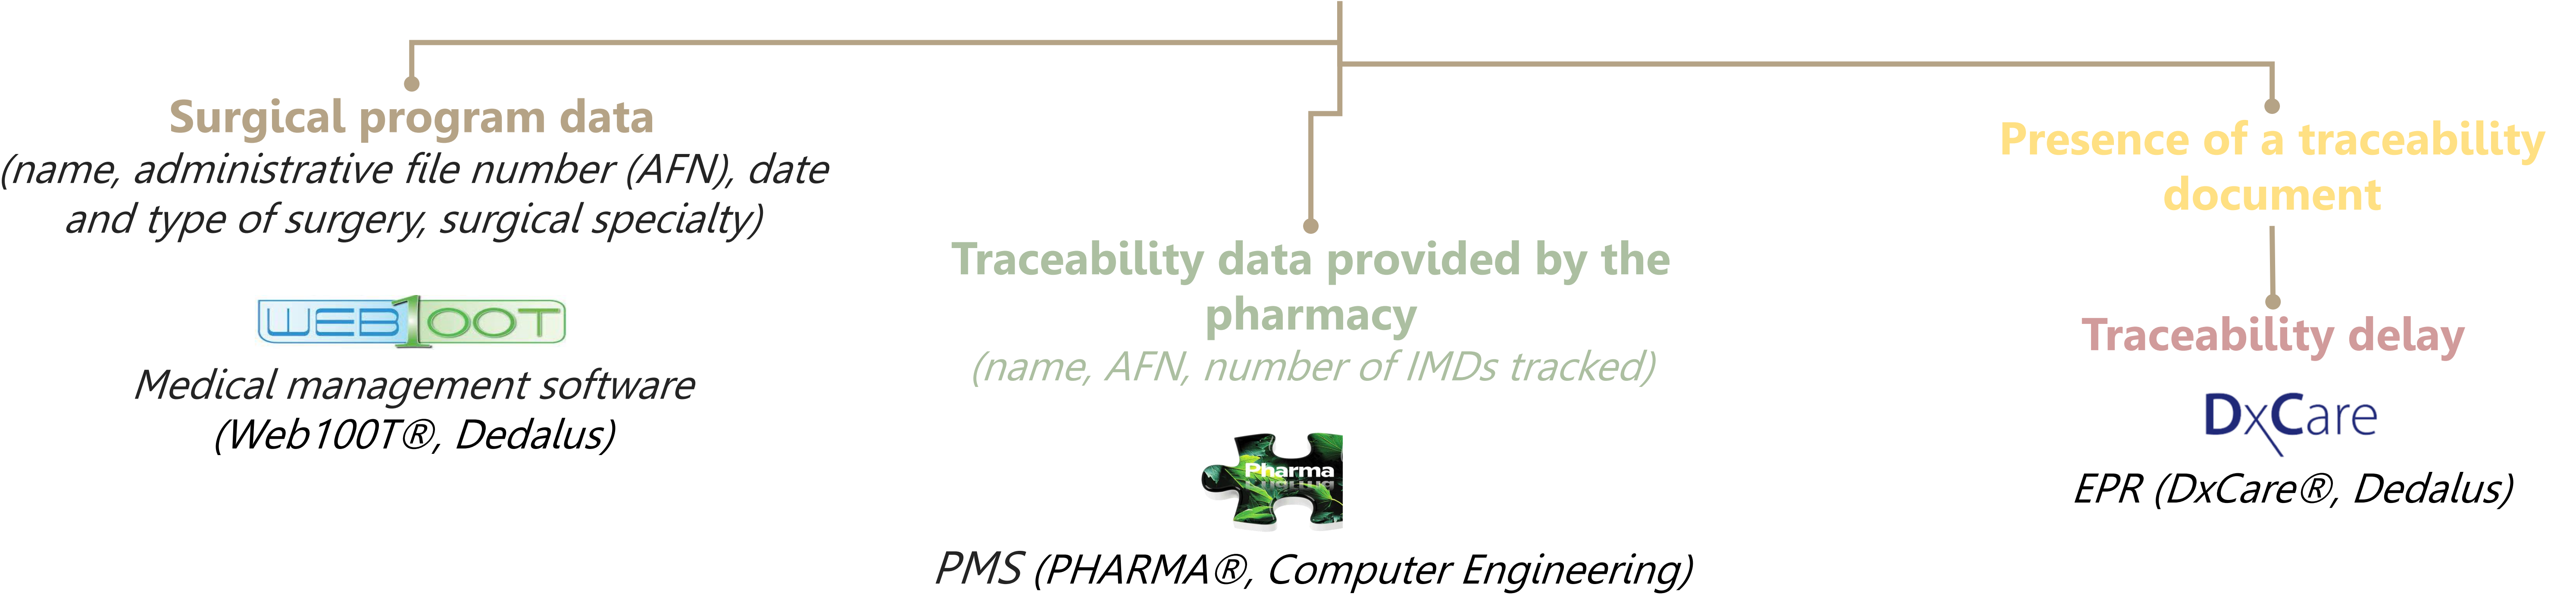 Surgical program data
(name, administrative file number (AFN), date
and type of surgery, surgical specialty)
WEB100T
Medical management software
(Web100T®, Dedalus)
Traceability data provided by the
pharmacy
(name, AFN, number of IMDs tracked)
Pharma
PMS (PHARMA®, Computer Engineering)
Presence of a traceability
document
Traceability delay
DxCare
EPR (DxCare®, Dedalus)